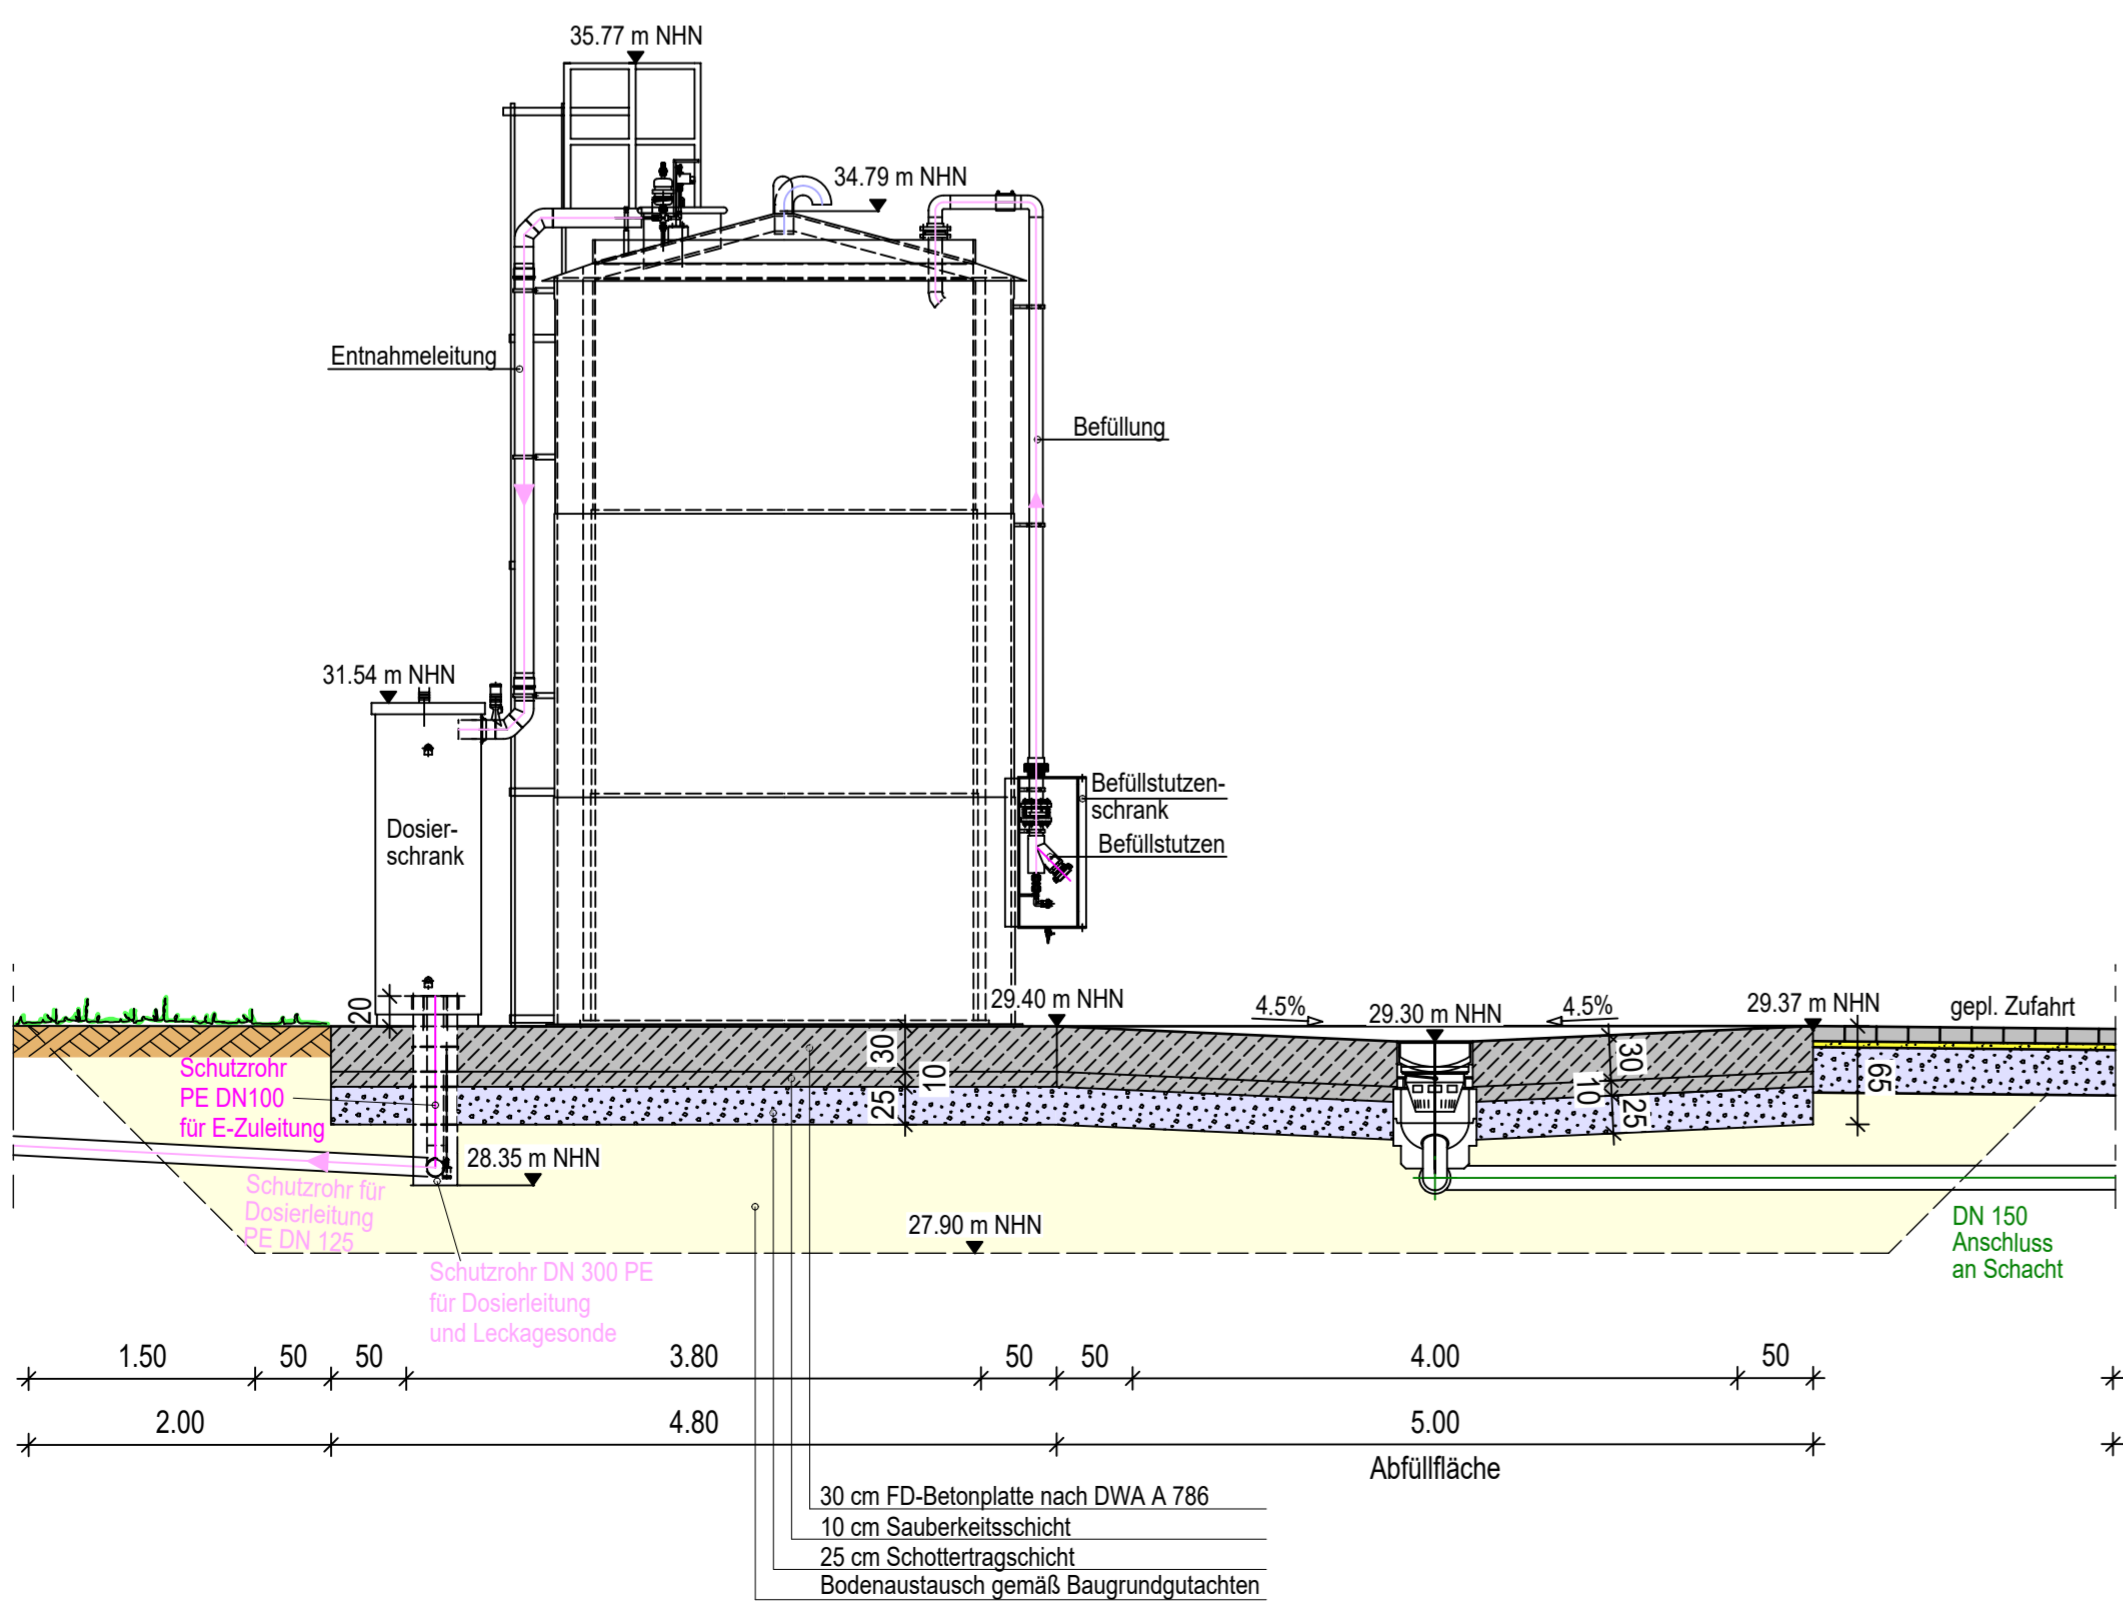 35.77 m NHN
34.79 m NHN
Entnahmeleitung
Befüllung
31.54 m NHN
Dosier-
schrank
Befüllstutzen-
schrank
Befüllstutzen
20
29.40 m NHN
4.5%
29.30 m NHN
4.5%
29.37 m NHN
gepl. Zufahrt
30
10
25
30
10
25
65
Schutzrohr
PE DN100
für E-Zuleitung
28.35 m NHN
Schutzrohr für
Dosierleitung
PE DN 125
27.90 m NHN
DN 150
Anschluss
an Schacht
Schutzrohr DN 300 PE
für Dosierleitung
und Leckagesonde
1.50 50 50 3.80 50 50 4.00 50
2.00 4.80 5.00
Abfüllfläche
30 cm FD-Betonplatte nach DWA A 786
10 cm Sauberkeitsschicht
25 cm Schottertragschicht
Bodenaustausch gemäß Baugrundgutachten